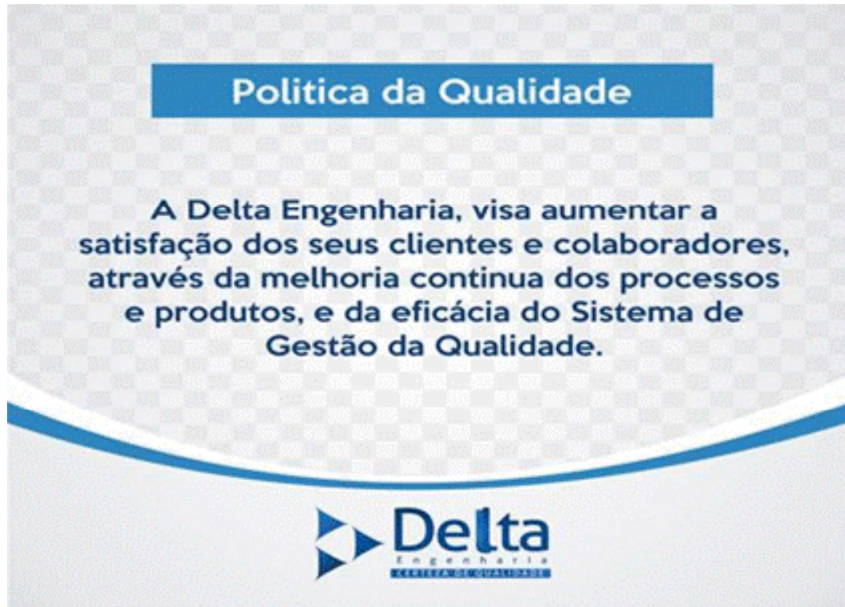 Politica da Qualidade
A Delta Engenharia, visa aumentar a
satisfação dos seus clientes e colaboradores,
através da melhoria continua dos processos
e produtos, e da eficácia do Sistema de
Gestão da Qualidade.
Delta
Engenharia
CERTEZA DE QUALIDADE